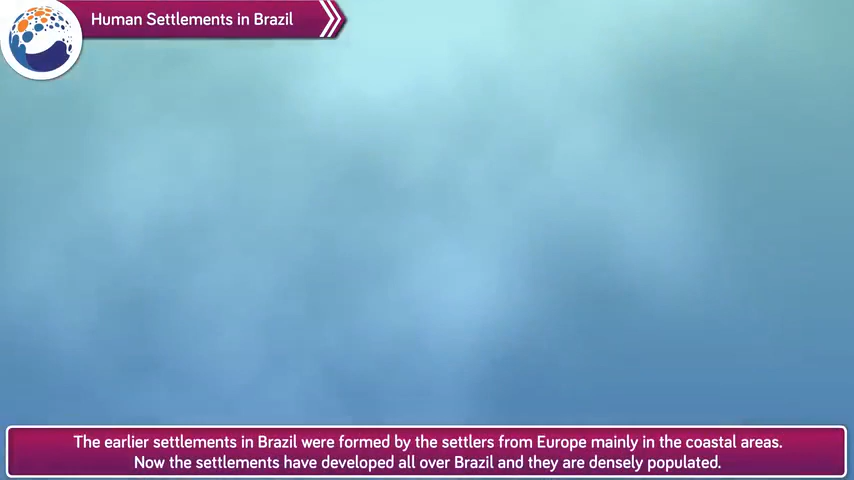 Human Settlements in Brazil
The earlier settlements in Brazil were formed by the settlers from Europe mainly in the coastal areas.
Now the settlements have developed all over Brazil and they are densely populated.